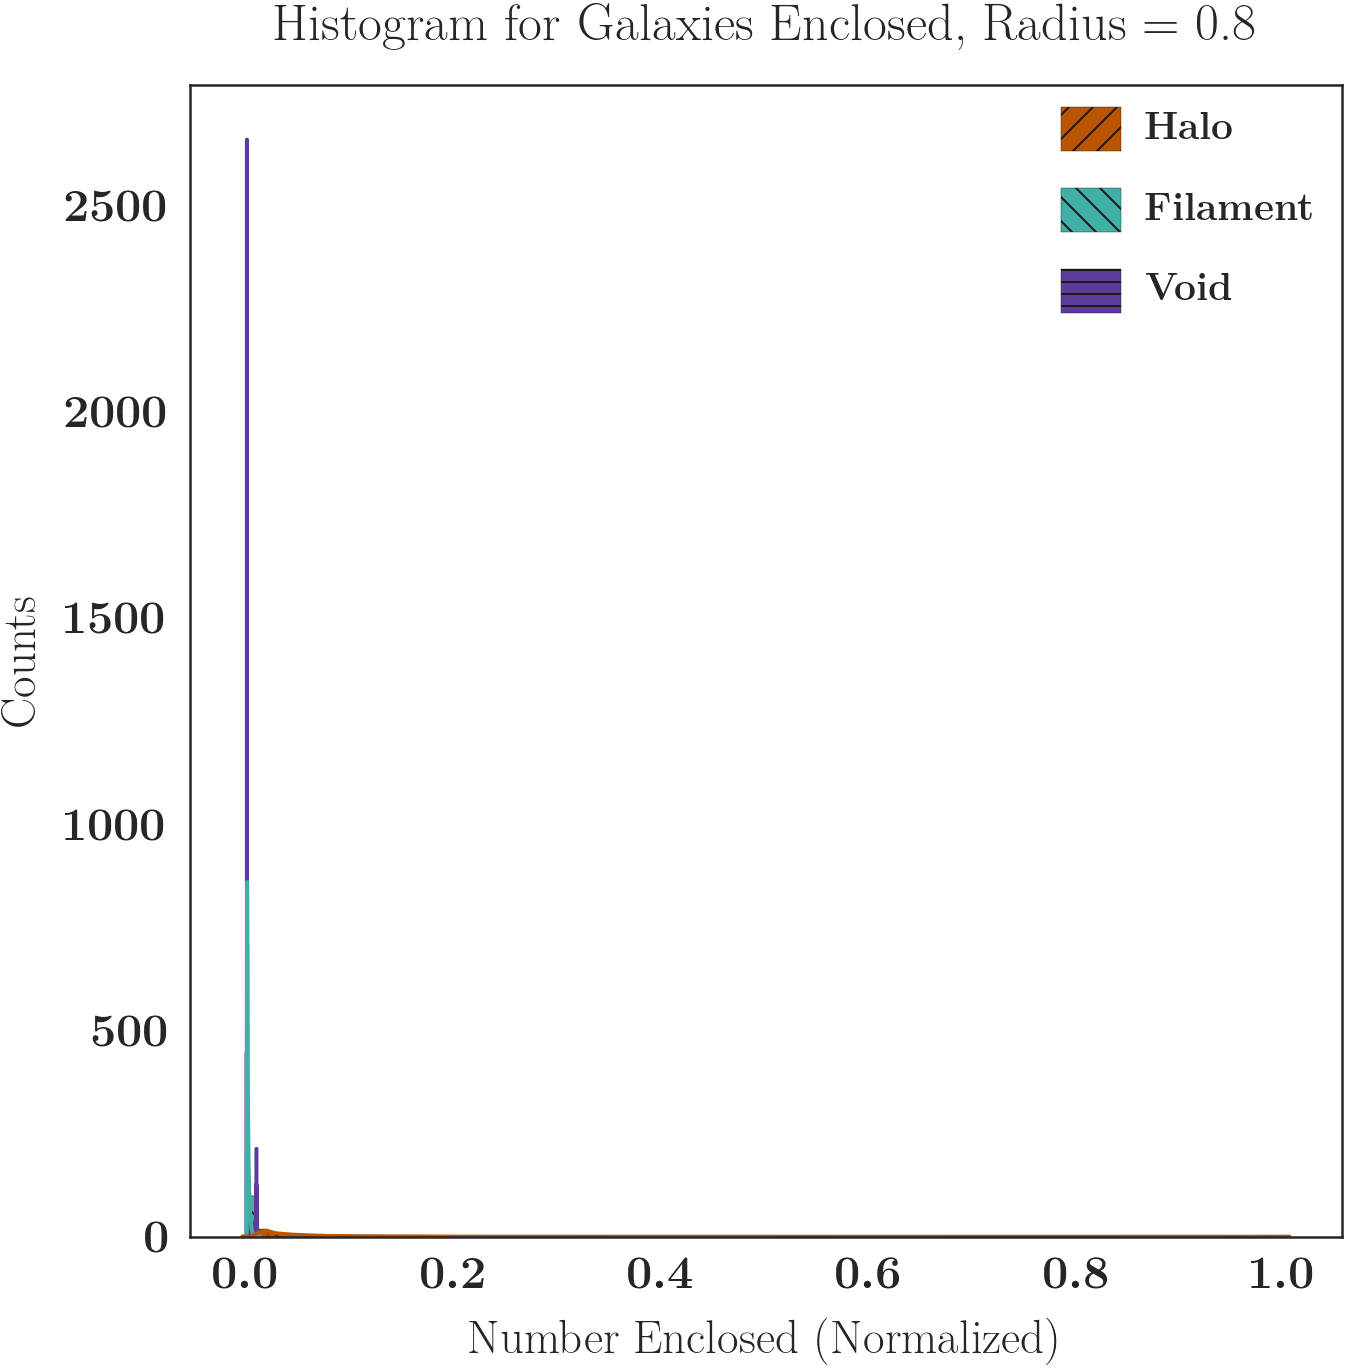 Histogram for Galaxies Enclosed, Radius = 0.8
Halo
Filament
Void
2500
2000
1500
1000
500
0
Counts
0.0 0.2 0.4 0.6 0.8 1.0
Number Enclosed (Normalized)